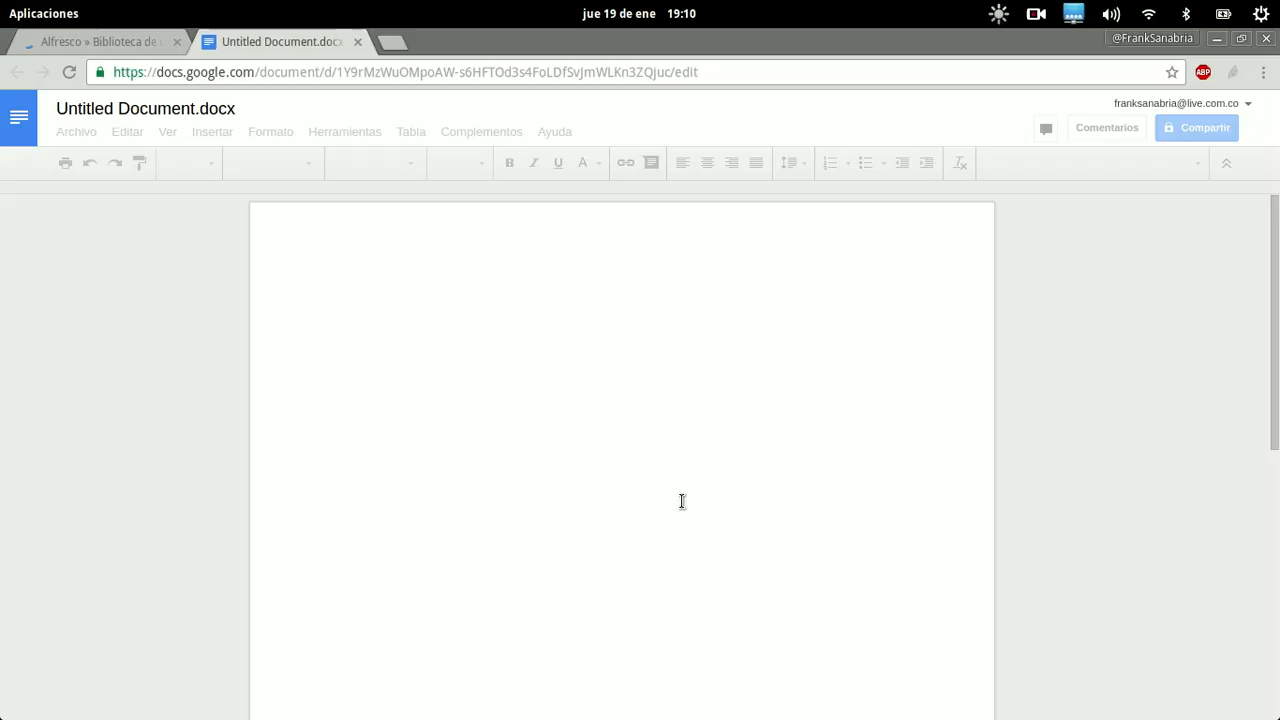 Aplicaciones
jue 19 de ene 19:10
Alfresco » Biblioteca de
Untitled Document.docx
@FrankSanabria
https://docs.google.com/document/d/1Y9rMzWuOMpoAW-s6HFTOd3s4FoLDfSvJmWLKn3ZQjuc/edit
ABP
Untitled Document.docx
franksanabria@live.com.co
Archivo Editar Ver Insertar Formato Herramientas Tabla Complementos Ayuda
Comentarios
Compartir
B I U A